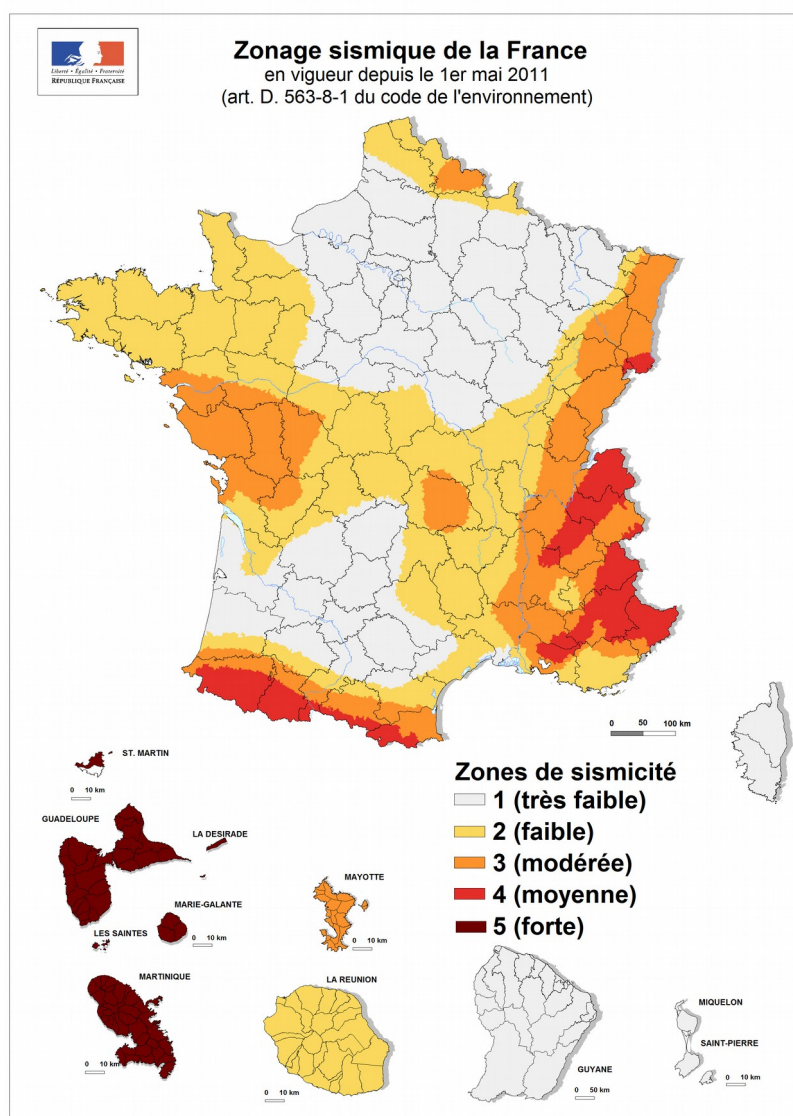 Zonage sismique de la France
en vigueur depuis le 1er mai 2011
(art. D. 563-8-1 du code de l'environnement)
Liberté • Égalité • Fraternité
RÉPUBLIQUE FRANÇAISE
0 50 100 km
ST. MARTIN
0 10 km
GUADELOUPE
LA DESIRADE
MARIE-GALANTE
LES SAINTES
0 10 km
MARTINIQUE
0 10 km
MAYOTTE
0 10 km
LA REUNION
0 10 km
Zones de sismicité
1 (très faible)
2 (faible)
3 (modérée)
4 (moyenne)
5 (forte)
GUYANE
0 50 km
MIQUELON
SAINT-PIERRE
0 10 km